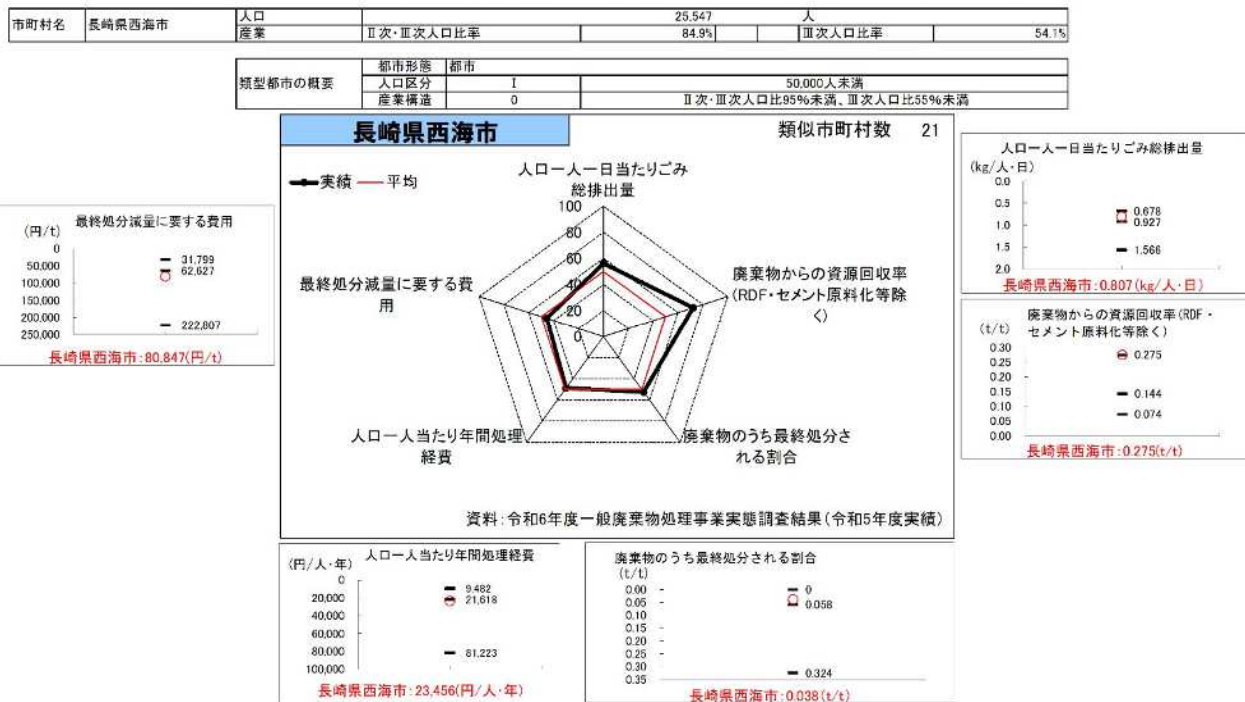 市町村名 長崎県西海市 人口 25,547 人
産業 Ⅱ次・Ⅲ次人口比率 84.9% Ⅲ次人口比率 54.1%
類型都市の概要 都市形態 都市
人口区分 Ⅰ 50,000人未満
産業構造 0 Ⅱ次・Ⅲ次人口比95%未満、Ⅲ次人口比55%未満
長崎県西海市 類似市町村数 21
実績 平均
人口一人一日当たりごみ
総排出量
100
80
60
40
20
0
廃棄物からの資源回収率
(RDF・セメント原料化等除
く)
廃棄物のうち最終処分さ
れる割合
人口一人当たり年間処理
経費
最終処分減量に要する費
用
資料:令和6年度一般廃棄物処理事業実態調査結果(令和5年度実績)
最終処分減量に要する費用
(円/t)
0
50,000
100,000
150,000
200,000
250,000
31,799
62,627
222,807
長崎県西海市:80,847(円/t)
人口一人一日当たりごみ総排出量
(kg/人・日)
0.0
0.5
1.0
1.5
2.0
0.678
0.927
1.566
長崎県西海市:0.807(kg/人・日)
廃棄物からの資源回収率(RDF・
セメント原料化等除く)
(t/t)
0.30
0.25
0.20
0.15
0.10
0.05
0.00
0.275
0.144
0.074
長崎県西海市:0.275(t/t)
人口一人当たり年間処理経費
(円/人・年)
0
20,000
40,000
60,000
80,000
100,000
9,482
21,618
81,223
長崎県西海市:23,456(円/人・年)
廃棄物のうち最終処分される割合
(t/t)
0.00
0.05
0.10
0.15
0.20
0.25
0.30
0.35
0
0.058
0.324
長崎県西海市:0.038(t/t)